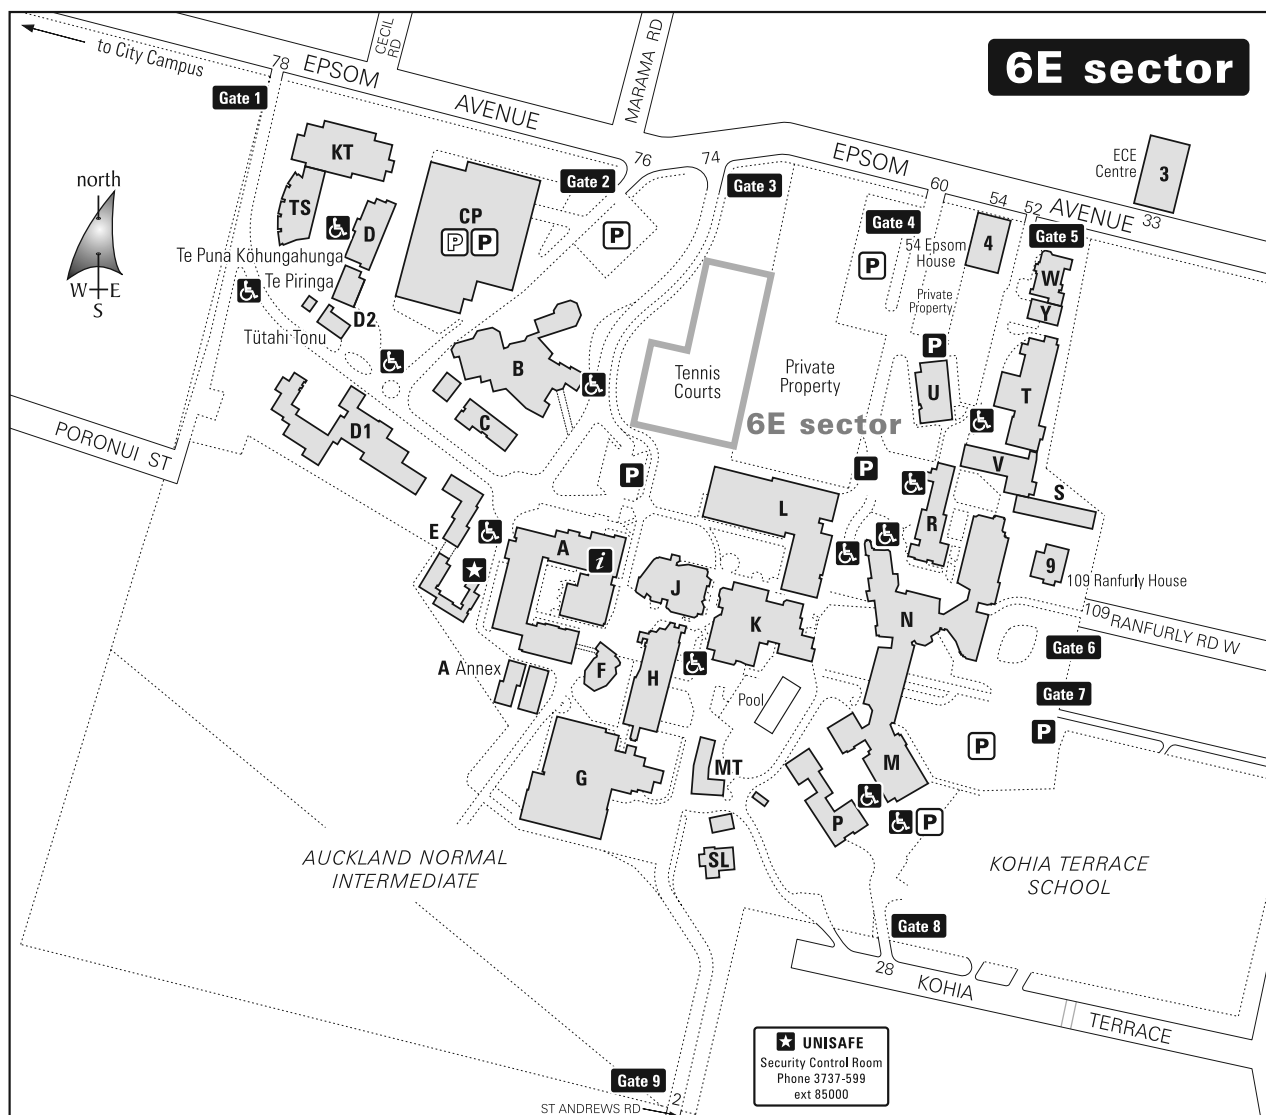 6E sector
to City Campus
78
EPSOM
AVENUE
CECIL
RD
MARAMA RD
Gate 1
KT
TS
D
Te Puna Kōhungahunga
Te Piringa
D2
Tūtahi Tonu
north
W
E
S
CP
P
P
Gate 2
76
74
Gate 3
P
EPSOM
AVENUE
60
54
52
33
ECE
Centre
3
Gate 4
P
54 Epsom
House
4
Gate 5
W
Y
Private
Property
P
U
T
V
S
R
Tennis
Courts
Private
Property
6E sector
B
C
D1
PORONUI ST
E
A
i
P
P
L
J
K
N
9
109 Ranfurly House
109
RANFURLY RD W
Gate 6
Gate 7
A Annex
F
H
Pool
G
MT
M
P
P
P
P
SL
AUCKLAND NORMAL
INTERMEDIATE
KOHIA TERRACE
SCHOOL
Gate 8
28
KOHIA
TERRACE
UNISAFE
Security Control Room
Phone 3737-599
ext 85000
Gate 9
2
ST ANDREWS RD